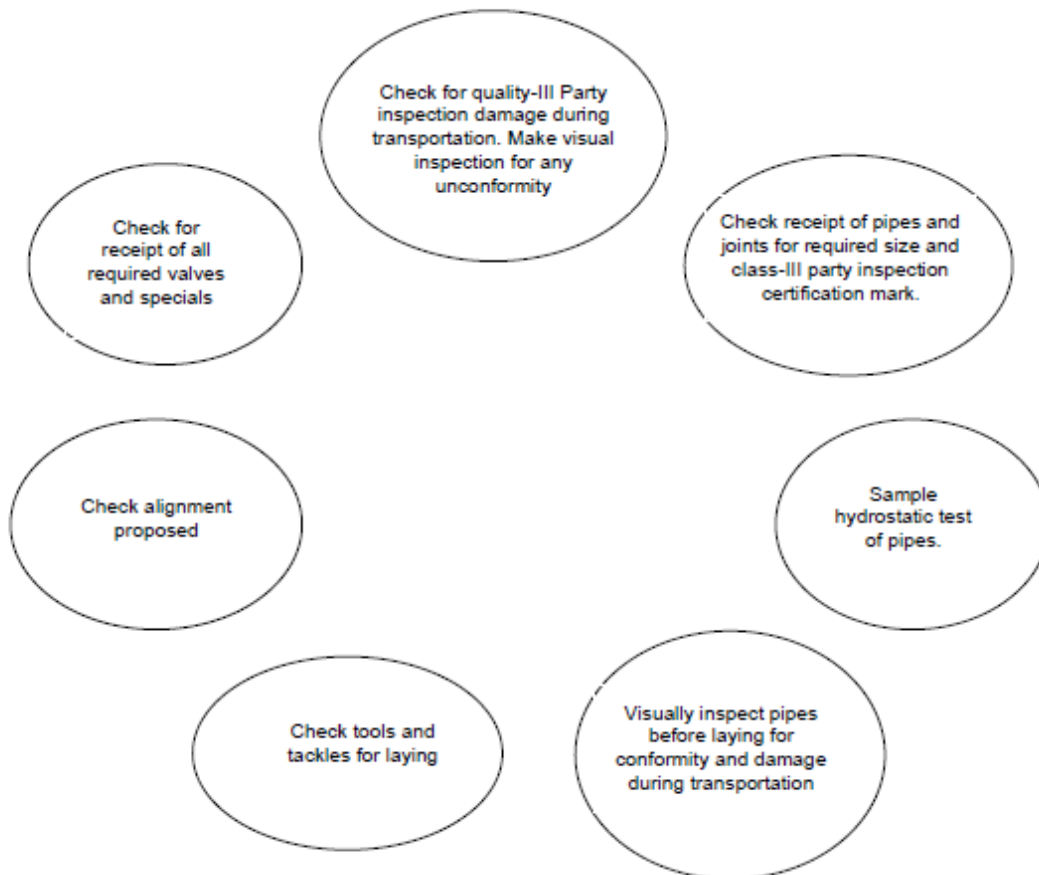 Check for quality-III Party
inspection damage during
transportation. Make visual
inspection for any
unconformity
Check receipt of pipes and
joints for required size and
class-III party inspection
certification mark.
Sample
hydrostatic test
of pipes.
Visually inspect pipes
before laying for
conformity and damage
during transportation
Check tools and
tackles for laying
Check alignment
proposed
Check for
receipt of all
required valves
and specials